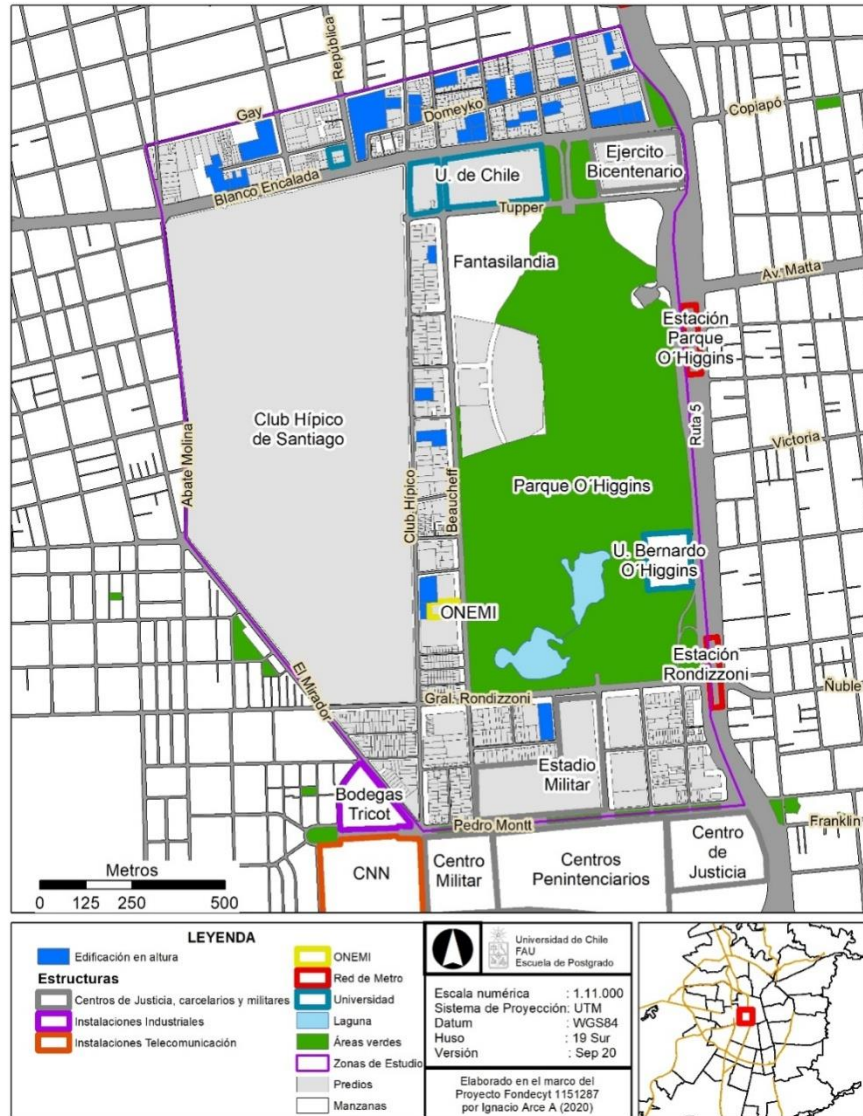 República
Gay
Domeyko
Copiapó
Blanco Encalada
U. de Chile
Ejercito
Bicentenario
Tupper
Fantasilandia
Av. Matta
Estación
Parque
O´Higgins
Ruta 5
Club Hípico
de Santiago
Abate Molina
Club Hípico
Beaucheff
Victoria
Parque O´Higgins
U. Bernardo
O´Higgins
ONEMI
Estación
Rondizzoni
El Mirador
Gral. Rondizzoni
Ñuble
Estadio
Militar
Bodegas
Tricot
Pedro Montt
Franklin
Metros
0 125 250 500
CNN
Centro
Militar
Centros
Penintenciarios
Centro
de
Justicia
LEYENDA
Edificación en altura
Estructuras
Centros de Justicia, carcelarios y militares
Instalaciones Industriales
Instalaciones Telecomunicación
ONEMI
Red de Metro
Universidad
Laguna
Áreas verdes
Zonas de Estudio
Predios
Manzanas
Universidad de Chile
FAU
Escuela de Postgrado
Escala numérica : 1.11.000
Sistema de Proyección: UTM
Datum : WGS84
Huso : 19 Sur
Versión : Sep 20
Elaborado en el marco del
Proyecto Fondecyt 1151287
por Ignacio Arce A (2020)